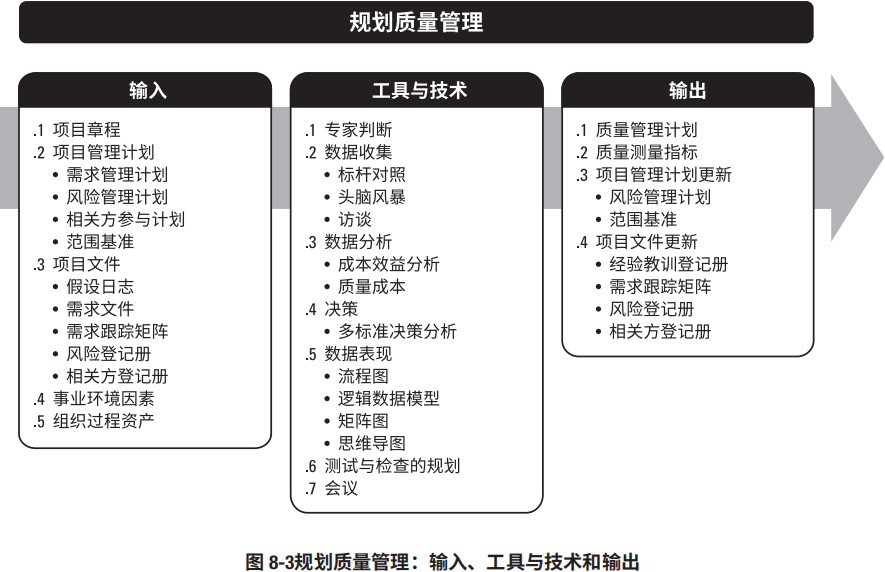 规划质量管理
输入
.1 项目章程
.2 项目管理计划
• 需求管理计划
• 风险管理计划
• 相关方参与计划
• 范围基准
.3 项目文件
• 假设日志
• 需求文件
• 需求跟踪矩阵
• 风险登记册
• 相关方登记册
.4 事业环境因素
.5 组织过程资产
工具与技术
.1 专家判断
.2 数据收集
• 标杆对照
• 头脑风暴
• 访谈
.3 数据分析
• 成本效益分析
• 质量成本
.4 决策
• 多标准决策分析
.5 数据表现
• 流程图
• 逻辑数据模型
• 矩阵图
• 思维导图
.6 测试与检查的规划
.7 会议
输出
.1 质量管理计划
.2 质量测量指标
.3 项目管理计划更新
• 风险管理计划
• 范围基准
.4 项目文件更新
• 经验教训登记册
• 需求跟踪矩阵
• 风险登记册
• 相关方登记册
图 8-3规划质量管理：输入、工具与技术和输出